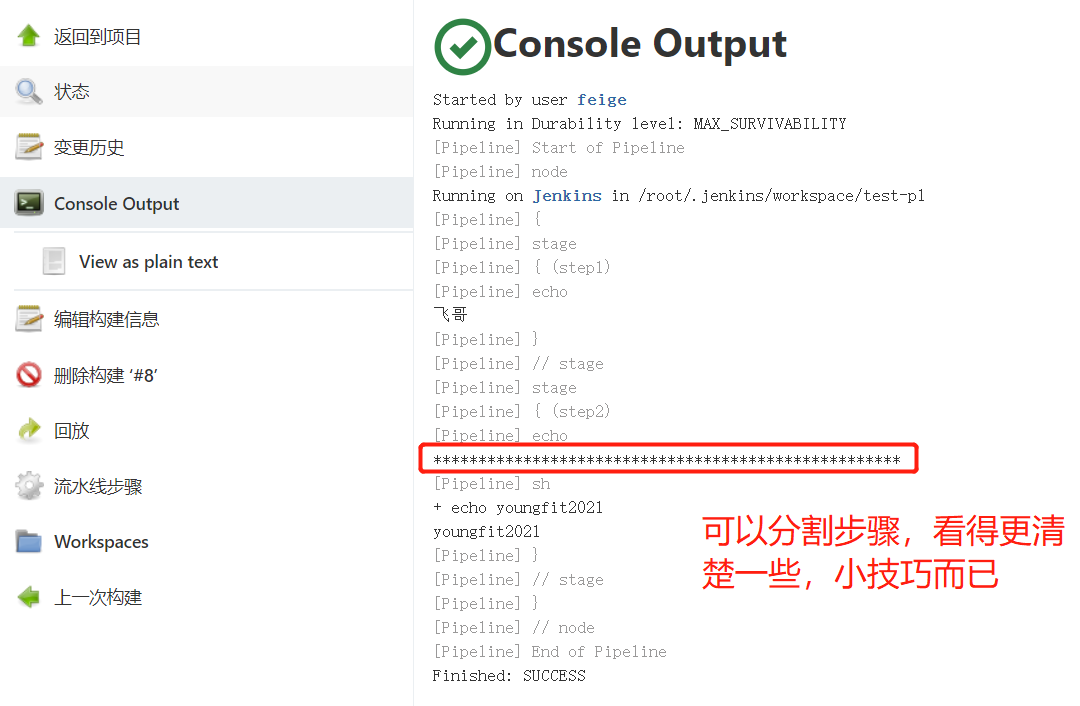 返回到项目
状态
变更历史
Console Output
View as plain text
编辑构建信息
删除构建 ‘#8’
回放
流水线步骤
Workspaces
上一次构建
Console Output
Started by user feige
Running in Durability level: MAX_SURVIVABILITY
[Pipeline] Start of Pipeline
[Pipeline] node
Running on Jenkins in /root/.jenkins/workspace/test-pl
[Pipeline] {
[Pipeline] stage
[Pipeline] { (step1)
[Pipeline] echo
飞哥
[Pipeline] }
[Pipeline] // stage
[Pipeline] stage
[Pipeline] { (step2)
[Pipeline] echo
****************************************************
[Pipeline] sh
+ echo youngfit2021
youngfit2021
[Pipeline] }
[Pipeline] // stage
[Pipeline] }
[Pipeline] // node
[Pipeline] End of Pipeline
Finished: SUCCESS
可以分割步骤，看得更清
楚一些，小技巧而已